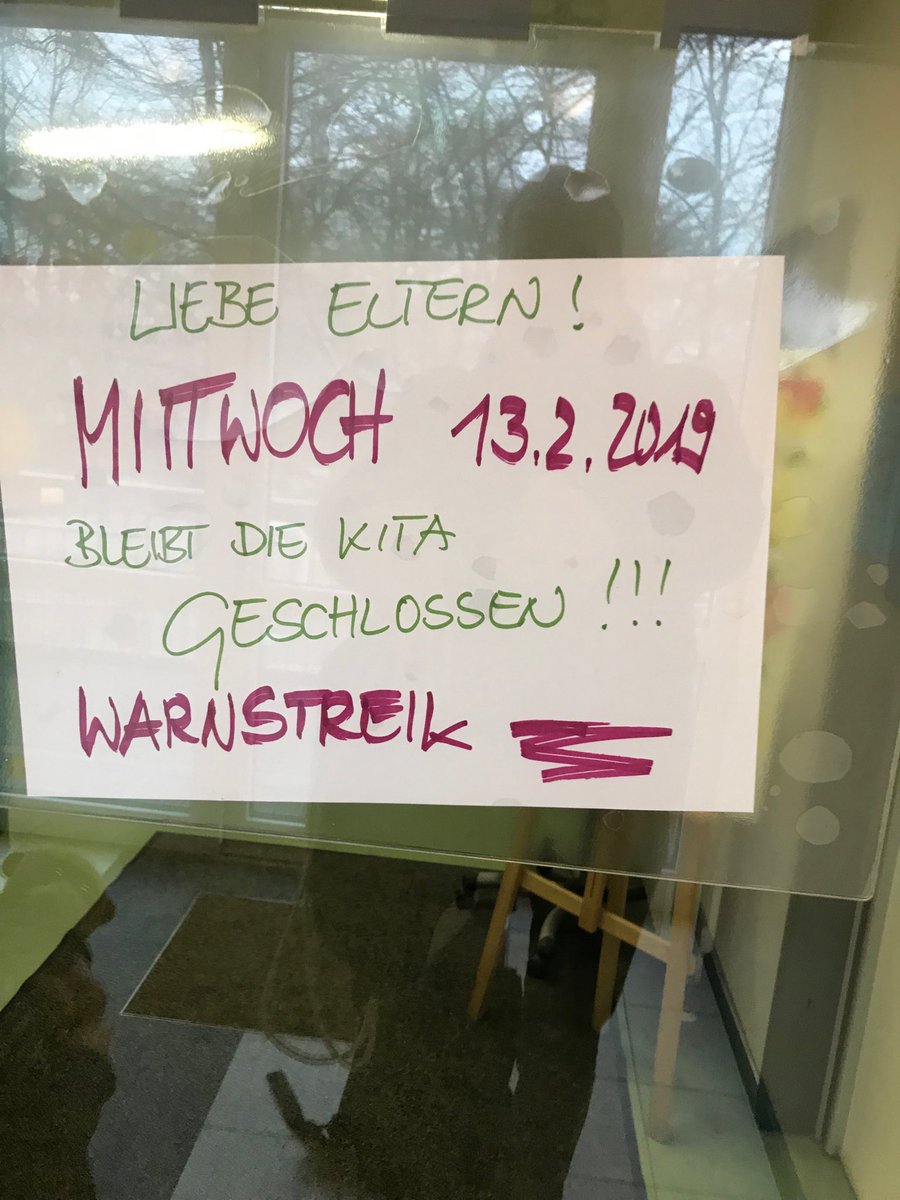 LIEBE ELTERN!
MITTWOCH 13.2.2019
BLEIBT DIE KITA
GESCHLOSSEN!!!
WARNSTREIK